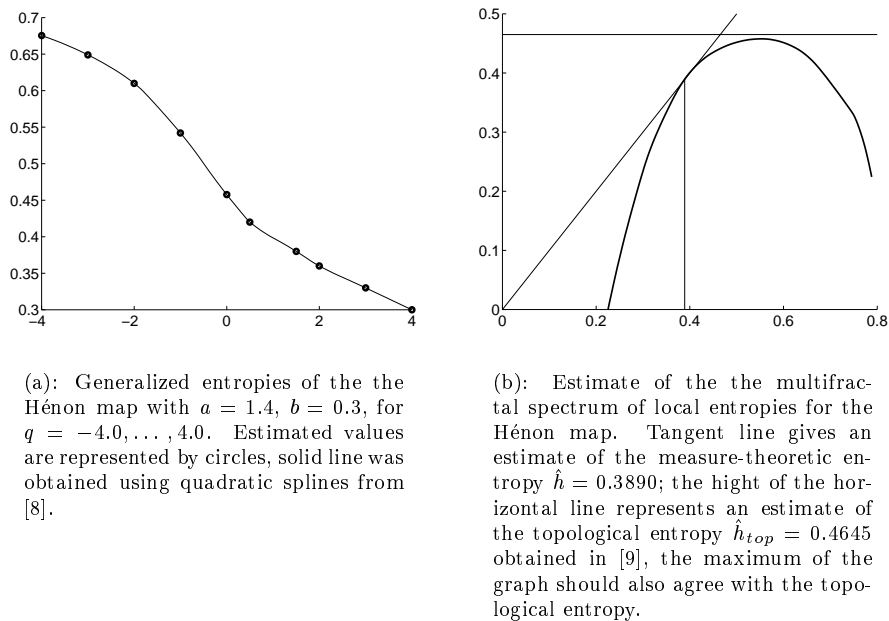 0.7
0.65
0.6
0.55
0.5
0.45
0.4
0.35
0.3
−4
−2
0
2
4
0.5
0.4
0.3
0.2
0.1
0
0
0.2
0.4
0.6
0.8
(a): Generalized entropies of the the
Hénon map with a = 1.4, b = 0.3, for
q = −4.0, . . . , 4.0. Estimated values
are represented by circles, solid line was
obtained using quadratic splines from
[8].
(b): Estimate of the the multifrac-
tal spectrum of local entropies for the
Hénon map. Tangent line gives an
estimate of the measure-theoretic en-
tropy ĥ = 0.3890; the hight of the hor-
izontal line represents an estimate of
the topological entropy ĥ_top = 0.4645
obtained in [9], the maximum of the
graph should also agree with the topo-
logical entropy.